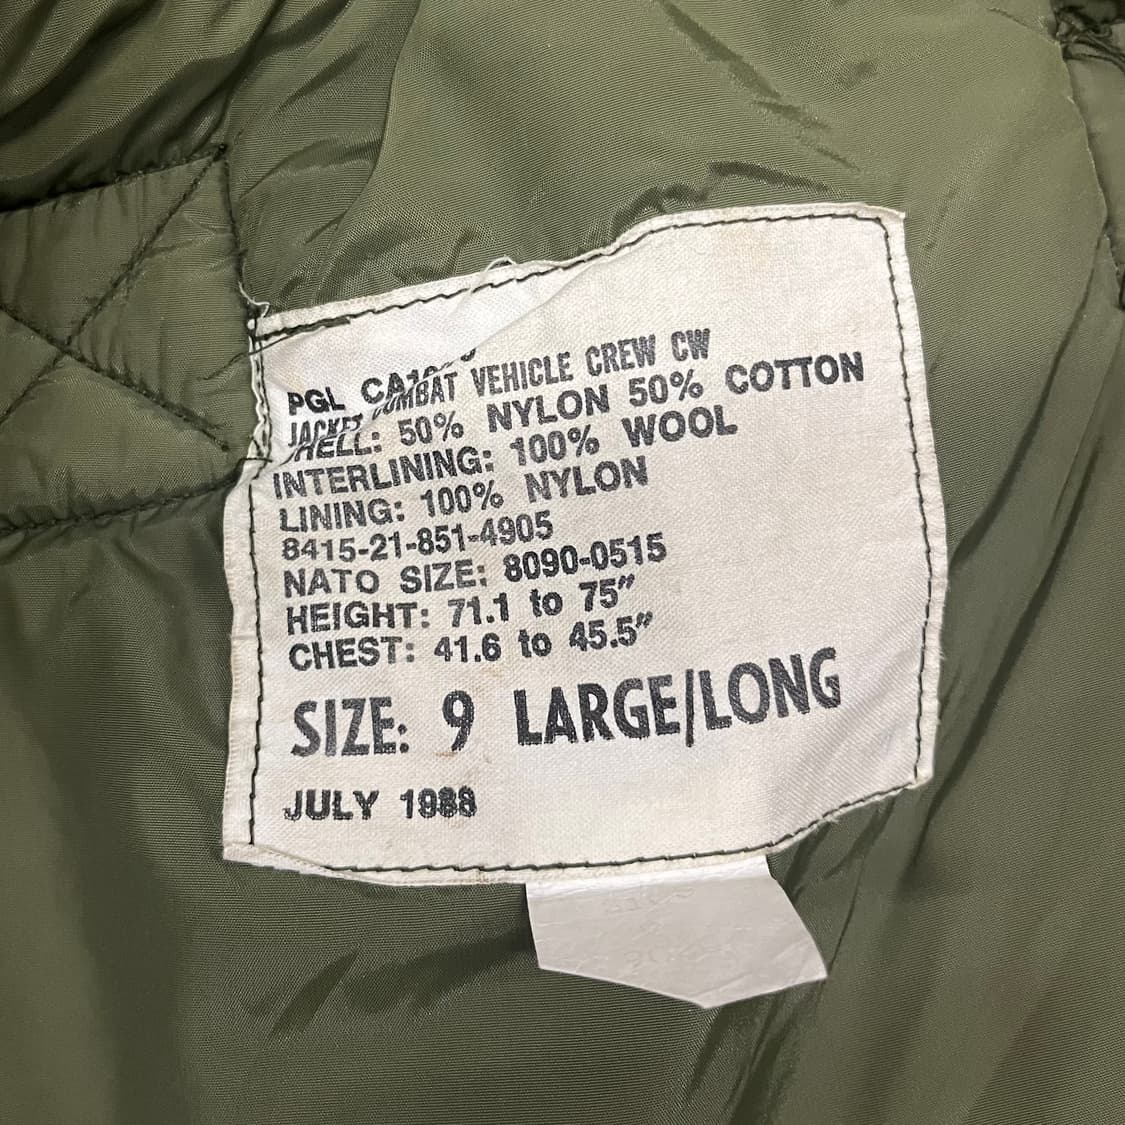 PGL
JACKET COMBAT VEHICLE CREW CW
SHELL: 50% NYLON 50% COTTON
INTERLINING: 100% WOOL
LINING: 100% NYLON
8415-21-851-4905
NATO SIZE: 8090-0515
HEIGHT: 71.1 to 75″
CHEST: 41.6 to 45.5″
SIZE: 9 LARGE/LONG
JULY 1988